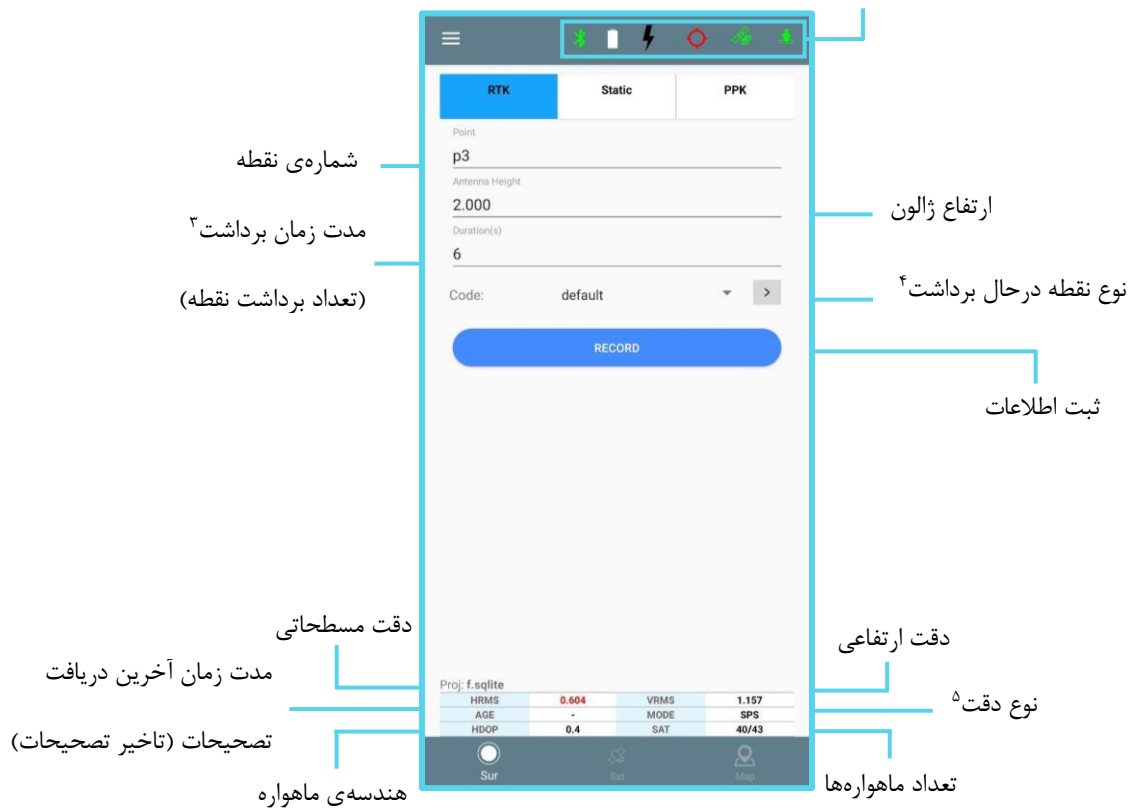 RTK Static PPK
Point
p3
شماره‌ی نقطه
Antenna Height
2.000
ارتفاع ژالون
Duration(s)
مدت زمان برداشت۳
6
نوع نقطه درحال برداشت۴
(تعداد برداشت نقطه)
Code: default >
RECORD
ثبت اطلاعات
دقت مسطحاتی
دقت ارتفاعی
مدت زمان آخرین دریافت
Proj: f.sqlite
HRMS 0.604 VRMS 1.157
نوع دقت۵
AGE - MODE SPS
HDOP 0.4 SAT 40/43
تصحیحات (تاخیر تصحیحات)
Sur Sat Map
تعداد ماهواره‌ها
هندسه‌ی ماهواره